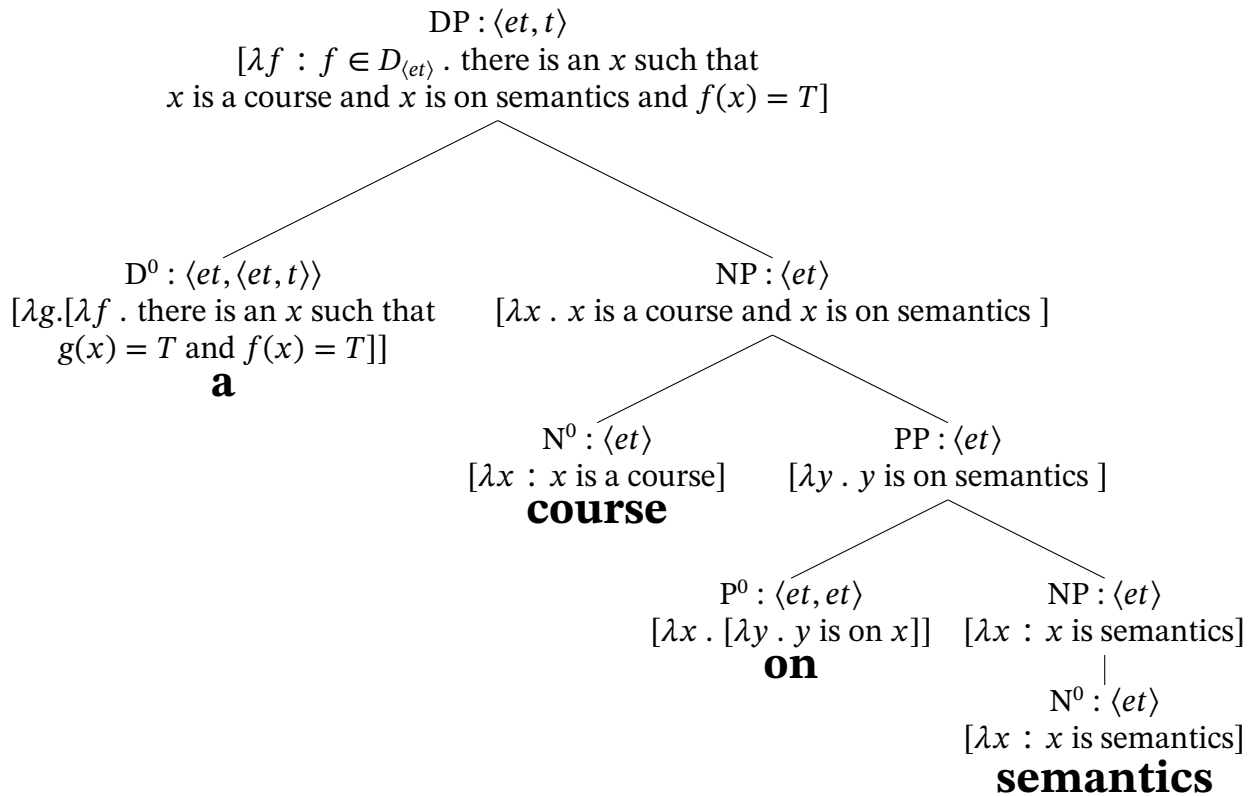 DP : ⟨et, t⟩
[λf : f ∈ D⟨et⟩ . there is an x such that
x is a course and x is on semantics and f(x) = T]
D⁰ : ⟨et, ⟨et, t⟩⟩
[λg.[λf . there is an x such that
g(x) = T and f(x) = T]]
a
NP : ⟨et⟩
[λx . x is a course and x is on semantics ]
N⁰ : ⟨et⟩
[λx : x is a course]
course
PP : ⟨et⟩
[λy . y is on semantics ]
P⁰ : ⟨et, et⟩
[λx . [λy . y is on x]]
on
NP : ⟨et⟩
[λx : x is semantics]
N⁰ : ⟨et⟩
[λx : x is semantics]
semantics